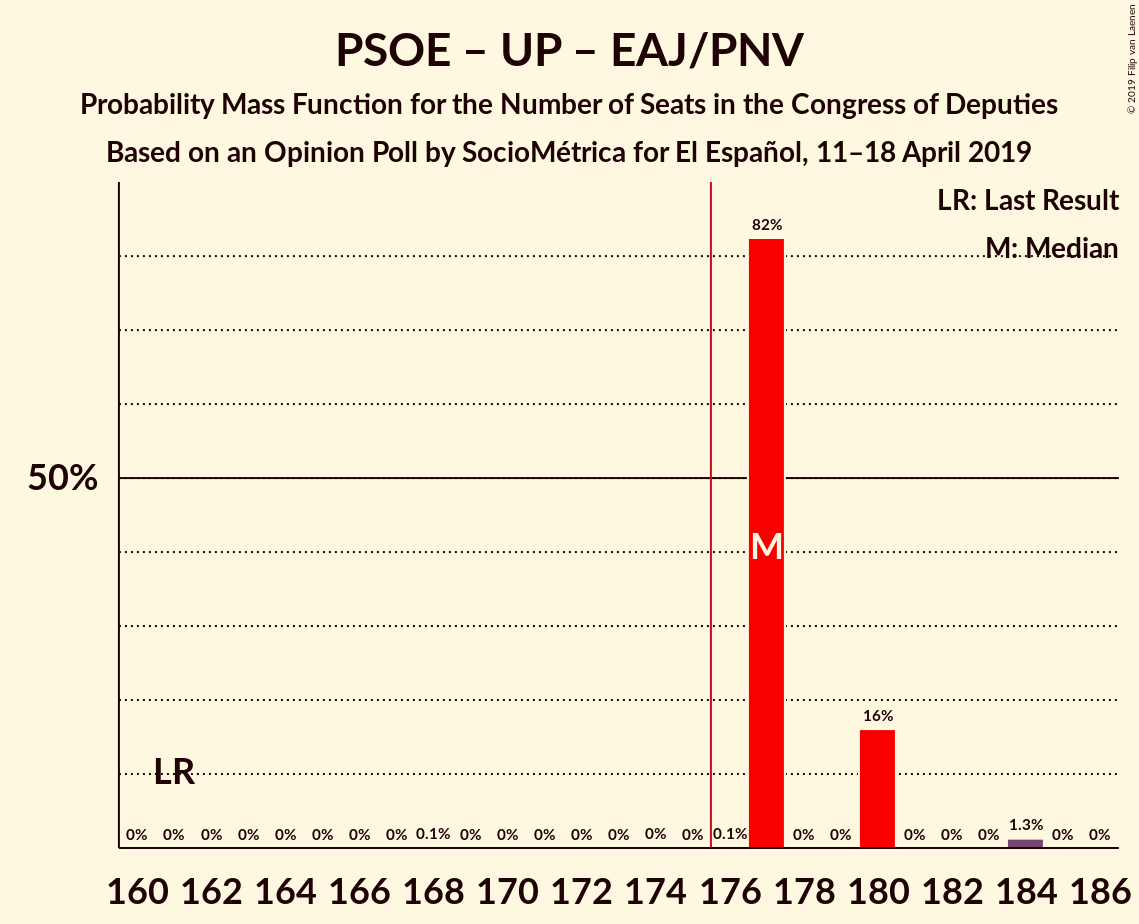 PSOE – UP – EAJ/PNV
Probability Mass Function for the Number of Seats in the Congress of Deputies
Based on an Opinion Poll by SocioMétrica for El Español, 11–18 April 2019
© 2019 Filip van Laenen
LR: Last Result
M: Median
82%
50%
M
16%
LR
0% 0% 0% 0% 0% 0% 0% 0% 0.1% 0% 0% 0% 0% 0% 0% 0% 0.1% 0% 0% 0% 0% 0% 1.3% 0% 0%
160 162 164 166 168 170 172 174 176 178 180 182 184 186